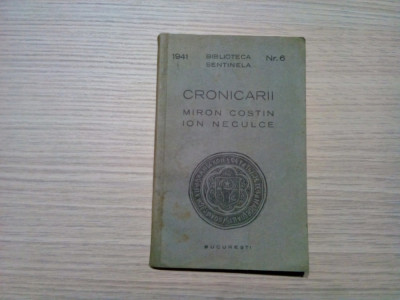 1941 BIBLIOTECA Nr. 6
SENTINELA
CRONICARII
MIRON COSTIN
ION NECULCE
BUCUREȘTI